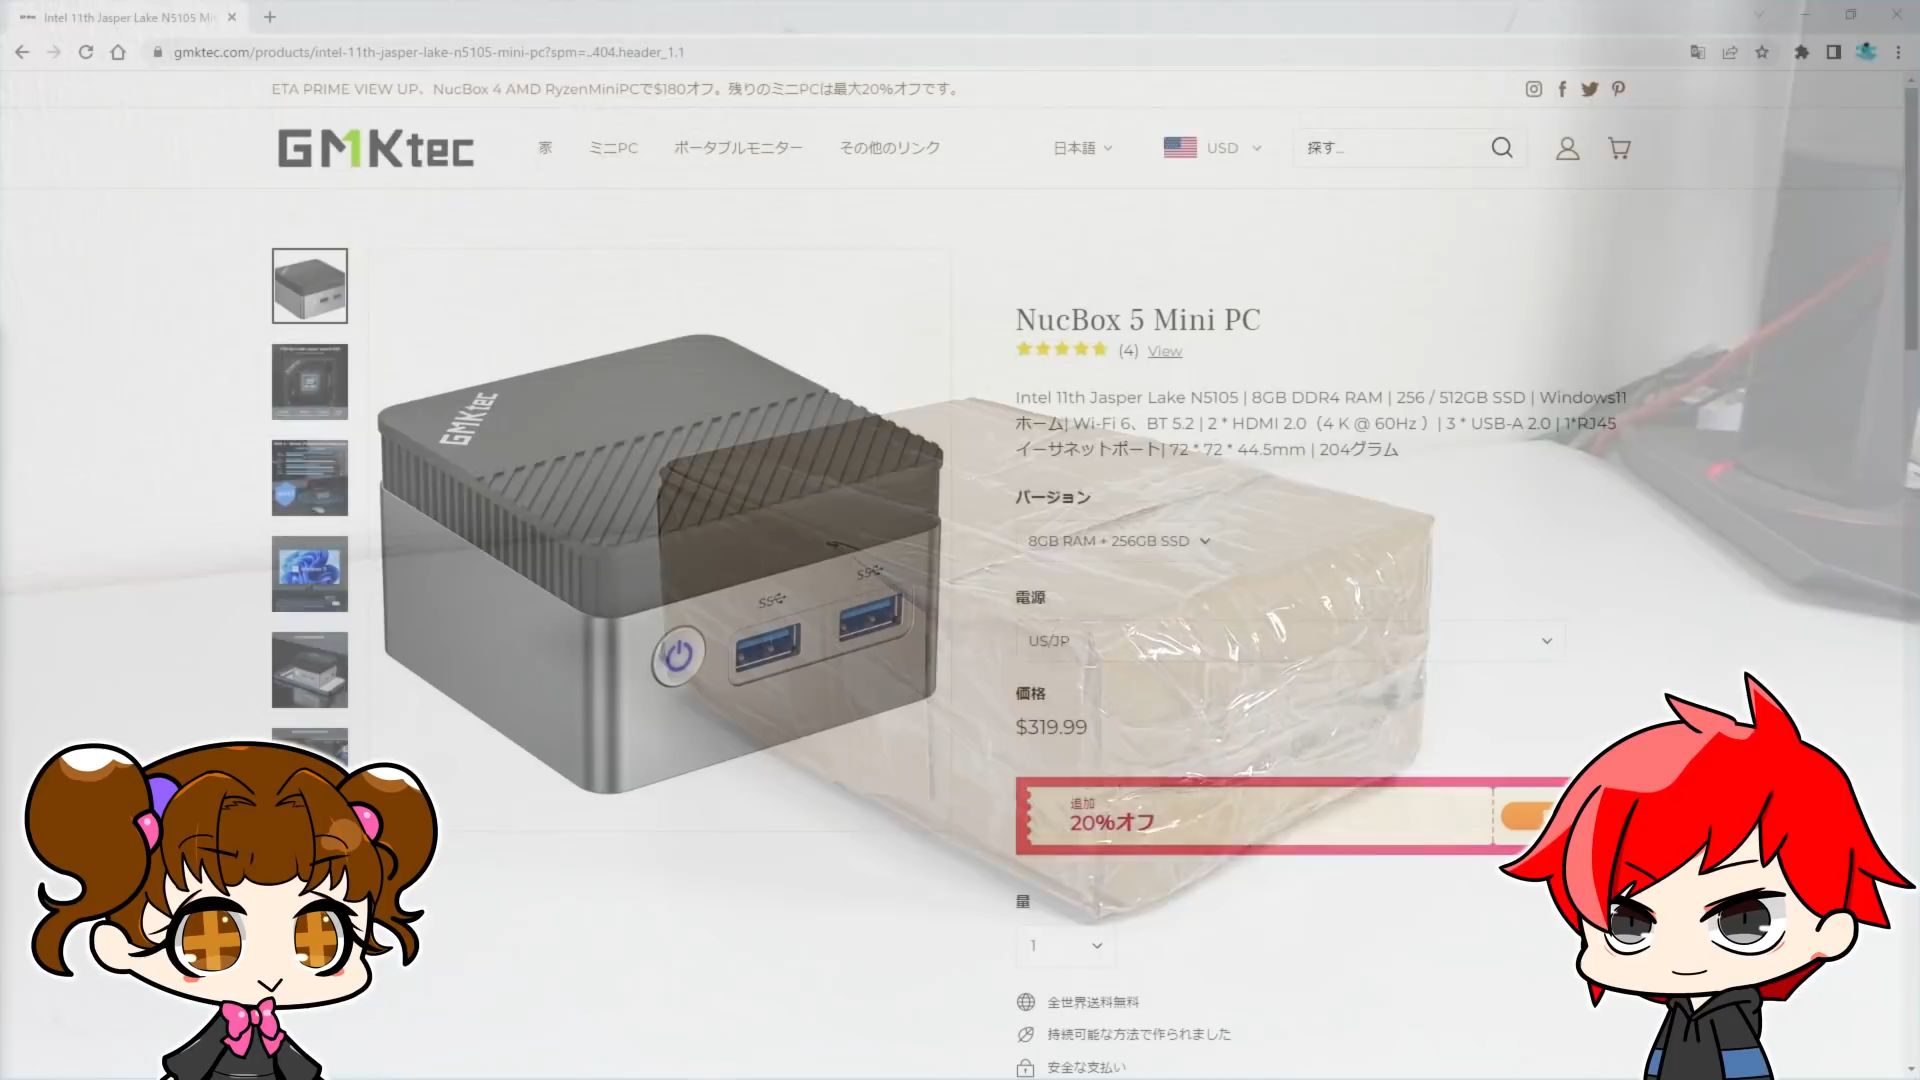 Intel 11th Jasper Lake N5105 Mi
gmktec.com/products/intel-11th-jasper-lake-n5105-mini-pc?spm=..404.header_1.1
ETA PRIME VIEW UP、NucBox 4 AMD RyzenMiniPCで$180オフ。残りのミニPCは最大20%オフです。
GMKtec
家 ミニPC ポータブルモニター その他のリンク 日本語 USD 探す...
NucBox 5 Mini PC
(4) View
Intel 11th Jasper Lake N5105 | 8GB DDR4 RAM | 256 / 512GB SSD | Windows11
ホーム| Wi-Fi 6、BT 5.2 | 2 * HDMI 2.0（4 K @ 60Hz ）| 3 * USB-A 2.0 | 1*RJ45
イーサネットポート| 72 * 72 * 44.5mm | 204グラム
GMKtec
バージョン
8GB RAM + 256GB SSD
電源
US/JP
価格
$319.99
追加
20%オフ
量
1
全世界送料無料
持続可能な方法で作られました
安全な支払い